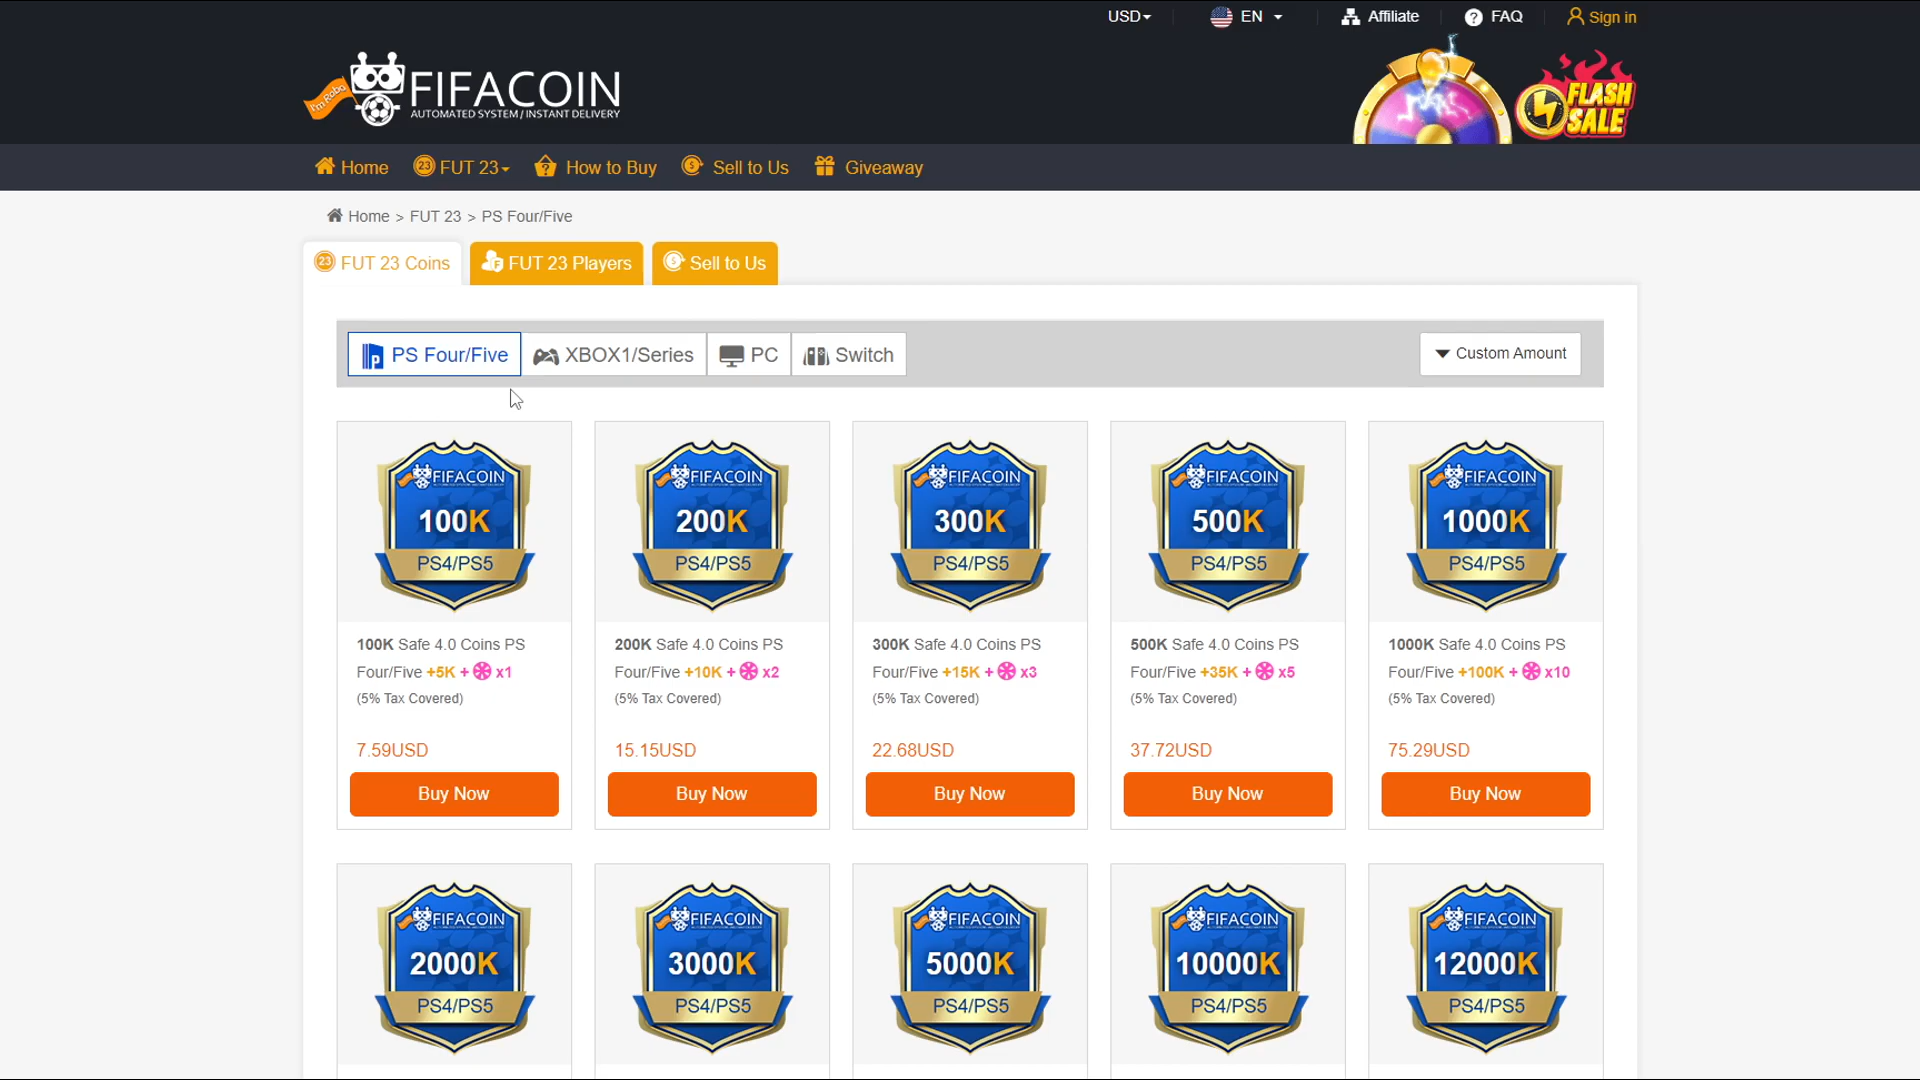 USD
EN
Affiliate
FAQ
Sign in
I'm Robo
FIFACOIN
AUTOMATED SYSTEM / INSTANT DELIVERY
FLASH
SALE
Home
23 FUT 23
How to Buy
Sell to Us
Giveaway
Home > FUT 23 > PS Four/Five
23 FUT 23 Coins
FUT 23 Players
Sell to Us
PS Four/Five
XBOX1/Series
PC
Switch
Custom Amount
FIFACOIN
100K
PS4/PS5
100K Safe 4.0 Coins PS
Four/Five +5K + x1
(5% Tax Covered)
7.59USD
Buy Now
FIFACOIN
200K
PS4/PS5
200K Safe 4.0 Coins PS
Four/Five +10K + x2
(5% Tax Covered)
15.15USD
Buy Now
FIFACOIN
300K
PS4/PS5
300K Safe 4.0 Coins PS
Four/Five +15K + x3
(5% Tax Covered)
22.68USD
Buy Now
FIFACOIN
500K
PS4/PS5
500K Safe 4.0 Coins PS
Four/Five +35K + x5
(5% Tax Covered)
37.72USD
Buy Now
FIFACOIN
1000K
PS4/PS5
1000K Safe 4.0 Coins PS
Four/Five +100K + x10
(5% Tax Covered)
75.29USD
Buy Now
FIFACOIN
2000K
PS4/PS5
FIFACOIN
3000K
PS4/PS5
FIFACOIN
5000K
PS4/PS5
FIFACOIN
10000K
PS4/PS5
FIFACOIN
12000K
PS4/PS5